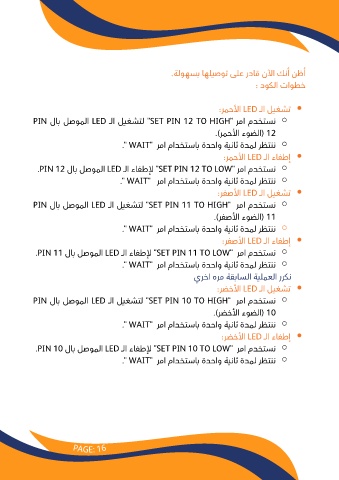 أظن أنك الآن قادر على توصيلها بسهولة.
خطوات الكود :
• تشغيل الـ LED الأحمر:
○ نستخدم امر "SET PIN 12 TO HIGH" لتشغيل الـ LED الموصل بال PIN
12 (الضوء الأحمر).
○ ننتظر لمدة ثانية واحدة باستخدام امر "WAIT ".
• إطفاء الـ LED الأحمر:
○ نستخدم امر "SET PIN 12 TO LOW" لإطفاء الـ LED الموصل بال PIN 12.
○ ننتظر لمدة ثانية واحدة باستخدام امر "WAIT ".
• تشغيل الـ LED الأصفر:
○ نستخدم امر "SET PIN 11 TO HIGH" لتشغيل الـ LED الموصل بال PIN
11 (الضوء الأصفر).
○ ننتظر لمدة ثانية واحدة باستخدام امر "WAIT ".
• إطفاء الـ LED الأصفر:
○ نستخدم امر "SET PIN 11 TO LOW" لإطفاء الـ LED الموصل بال PIN 11.
○ ننتظر لمدة ثانية واحدة باستخدام امر "WAIT ".
نكرر العملية السابقة مره اخري
• تشغيل الـ LED الأخضر:
○ نستخدم امر "SET PIN 10 TO HIGH" لتشغيل الـ LED الموصل بال PIN
10 (الضوء الأخضر).
○ ننتظر لمدة ثانية واحدة باستخدام امر "WAIT ".
• إطفاء الـ LED الأخضر:
○ نستخدم امر "SET PIN 10 TO LOW" لإطفاء الـ LED الموصل بال PIN 10.
○ ننتظر لمدة ثانية واحدة باستخدام امر "WAIT ".
PAGE: 16